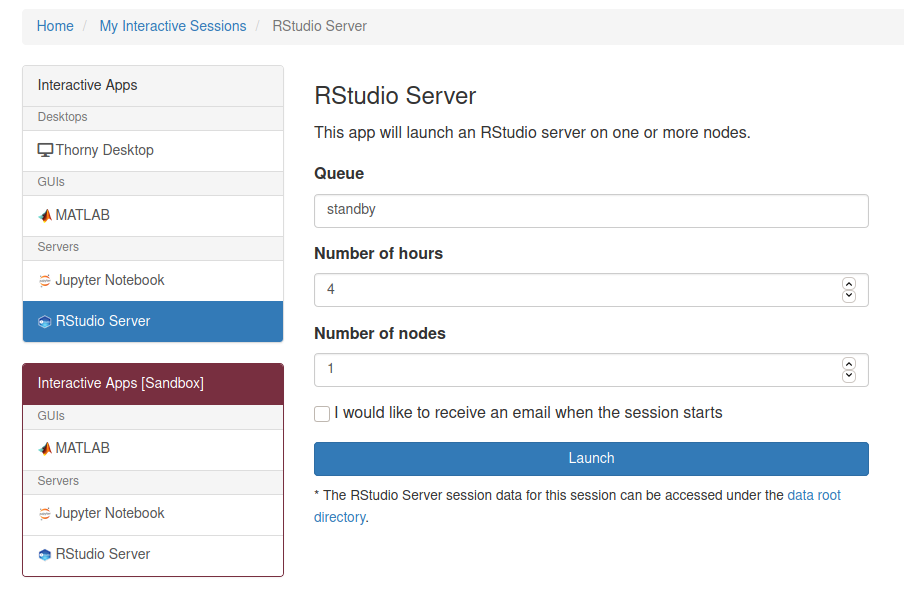 Home / My Interactive Sessions / RStudio Server
Interactive Apps
Desktops
Thorny Desktop
GUIs
MATLAB
Servers
Jupyter Notebook
RStudio Server
Interactive Apps [Sandbox]
GUIs
MATLAB
Servers
Jupyter Notebook
RStudio Server
RStudio Server
This app will launch an RStudio server on one or more nodes.
Queue
standby
Number of hours
4
Number of nodes
1
I would like to receive an email when the session starts
Launch
* The RStudio Server session data for this session can be accessed under the data root
directory.